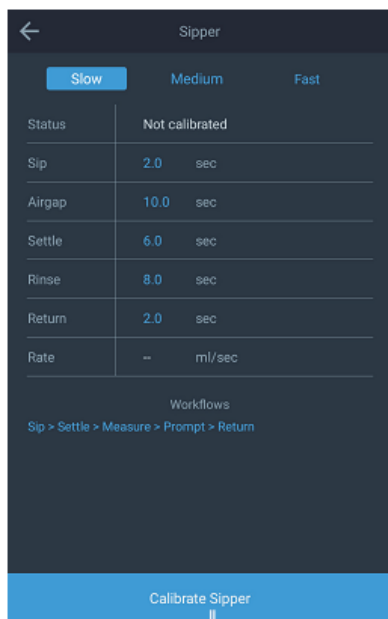 Sipper
Slow Medium Fast
Status Not calibrated
Sip 2.0 sec
Airgap 10.0 sec
Settle 6.0 sec
Rinse 8.0 sec
Return 2.0 sec
Rate -- ml/sec
Workflows
Sip > Settle > Measure > Prompt > Return
Calibrate Sipper